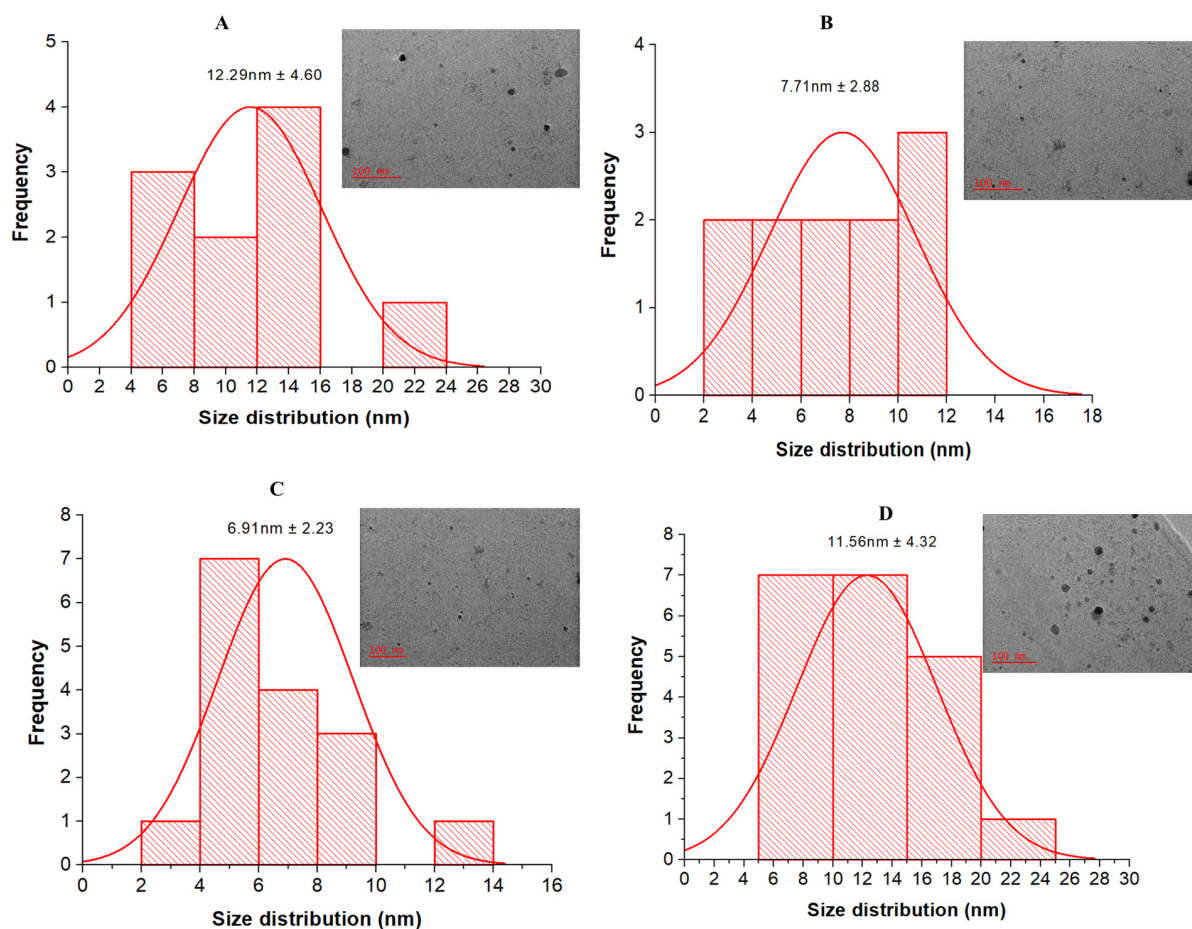 A
12.29nm ± 4.60
100 nm
Frequency
5
4
3
2
1
0
0 2 4 6 8 10 12 14 16 18 20 22 24 26 28 30
Size distribution (nm)
B
7.71nm ± 2.88
100 nm
Frequency
4
3
2
1
0
0 2 4 6 8 10 12 14 16 18
Size distribution (nm)
C
6.91nm ± 2.23
100 nm
Frequency
8
7
6
5
4
3
2
1
0
0 2 4 6 8 10 12 14 16
Size distribution (nm)
D
11.56nm ± 4.32
100 nm
Frequency
8
7
6
5
4
3
2
1
0
0 2 4 6 8 10 12 14 16 18 20 22 24 26 28 30
Size distribution (nm)